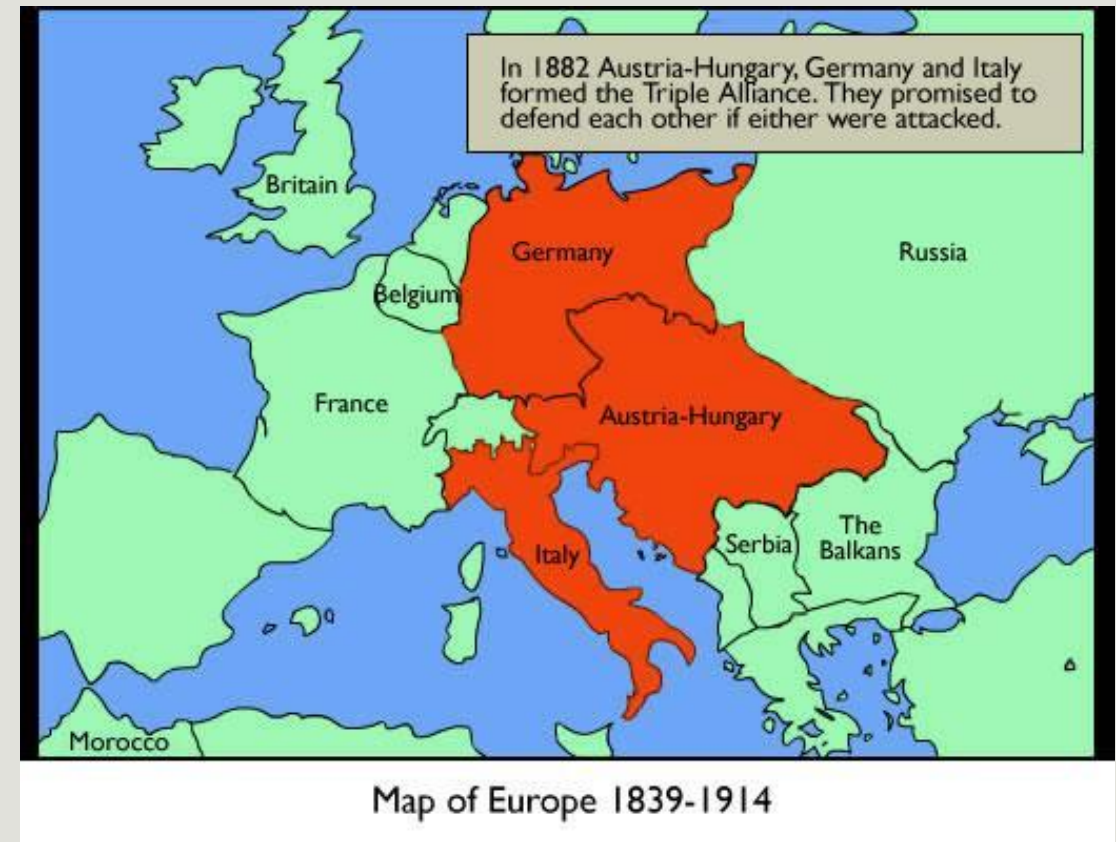 In 1882 Austria-Hungary, Germany and Italy
formed the Triple Alliance. They promised to
defend each other if either were attacked.
Britain
Germany
Russia
Belgium
France
Austria-Hungary
The
Balkans
Serbia
Italy
Morocco
Map of Europe 1839-1914